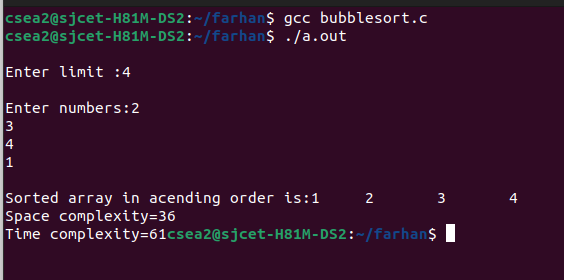 csea2@sjcet-H81M-DS2:~/farhan$ gcc bubblesort.c
csea2@sjcet-H81M-DS2:~/farhan$ ./a.out
Enter limit :4
Enter numbers:2
3
4
1
Sorted array in acending order is:1 2 3 4
Space complexity=36
Time complexity=61csea2@sjcet-H81M-DS2:~/farhan$